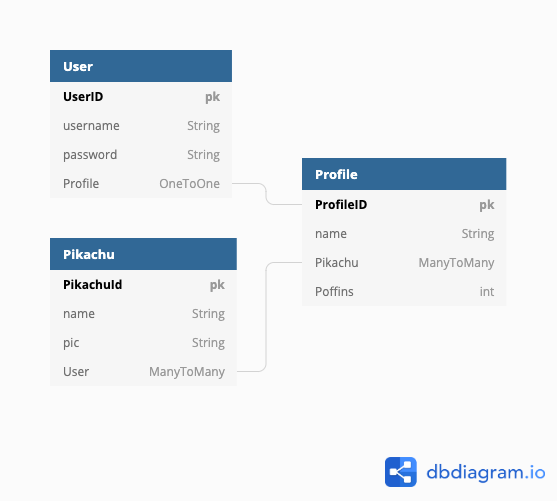 User
UserID pk
username String
password String
Profile OneToOne
Pikachu
PikachuId pk
name String
pic String
User ManyToMany
Profile
ProfileID pk
name String
Pikachu ManyToMany
Poffins int
dbdiagram.io